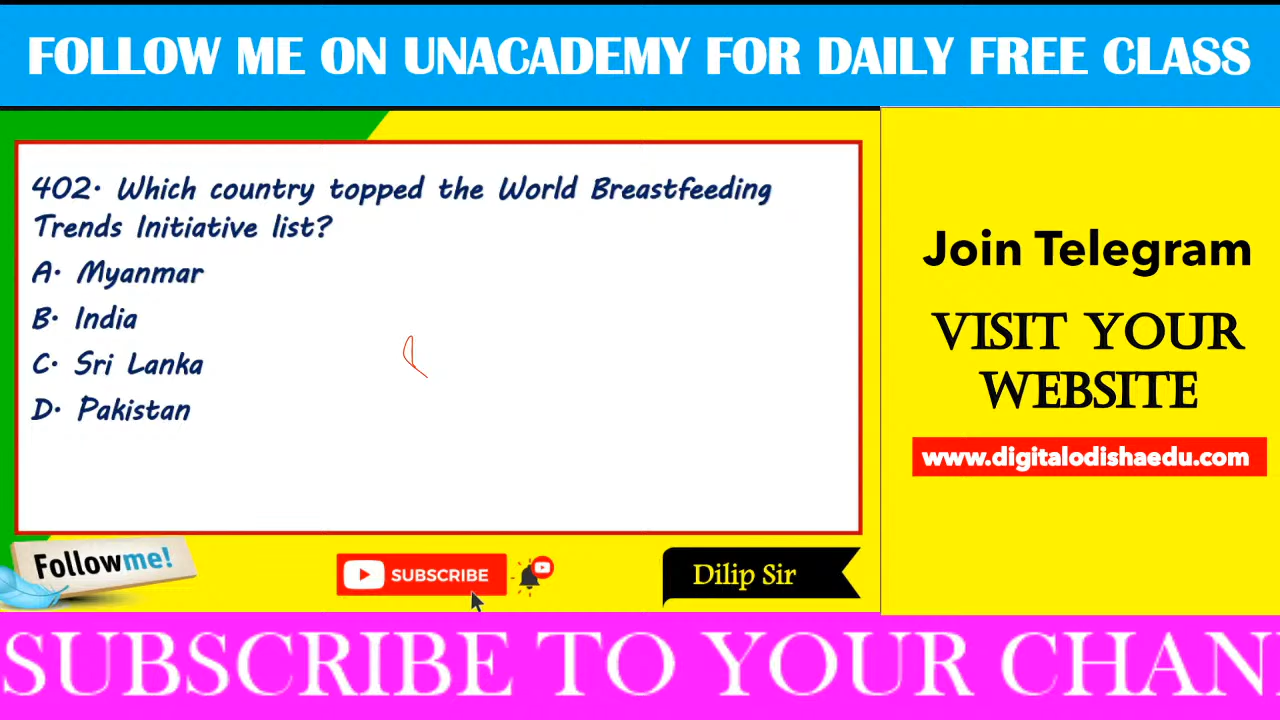 FOLLOW ME ON UNACADEMY FOR DAILY FREE CLASS
402. Which country topped the World Breastfeeding
Trends Initiative list?
A. Myanmar
B. India
C. Sri Lanka
D. Pakistan
Join Telegram
VISIT YOUR
WEBSITE
www.digitalodishaedu.com
Followme!
SUBSCRIBE
Dilip Sir
SUBSCRIBE TO YOUR CHAN